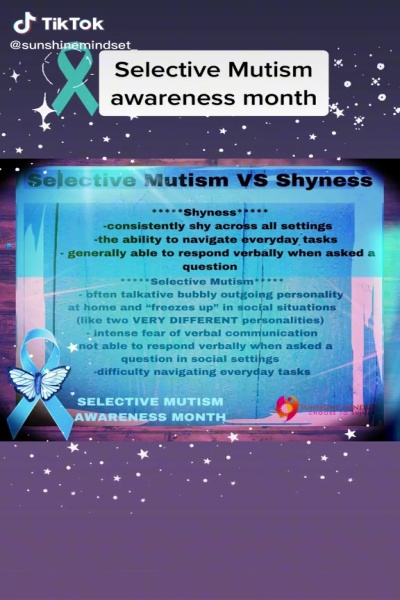 TikTok
@sunshinemindset_
Selective Mutism
awareness month
Selective Mutism VS Shyness
*****Shyness*****
-consistently shy across all settings
-the ability to navigate everyday tasks
- generally able to respond verbally when asked a
question
*****Selective Mutism*****
- often talkative bubbly outgoing personality
at home and “freezes up” in social situations
(like two VERY DIFFERENT personalities)
- intense fear of verbal communication
-not able to respond verbally when asked a
question in social settings
-difficulty navigating everyday tasks
SELECTIVE MUTISM
AWARENESS MONTH